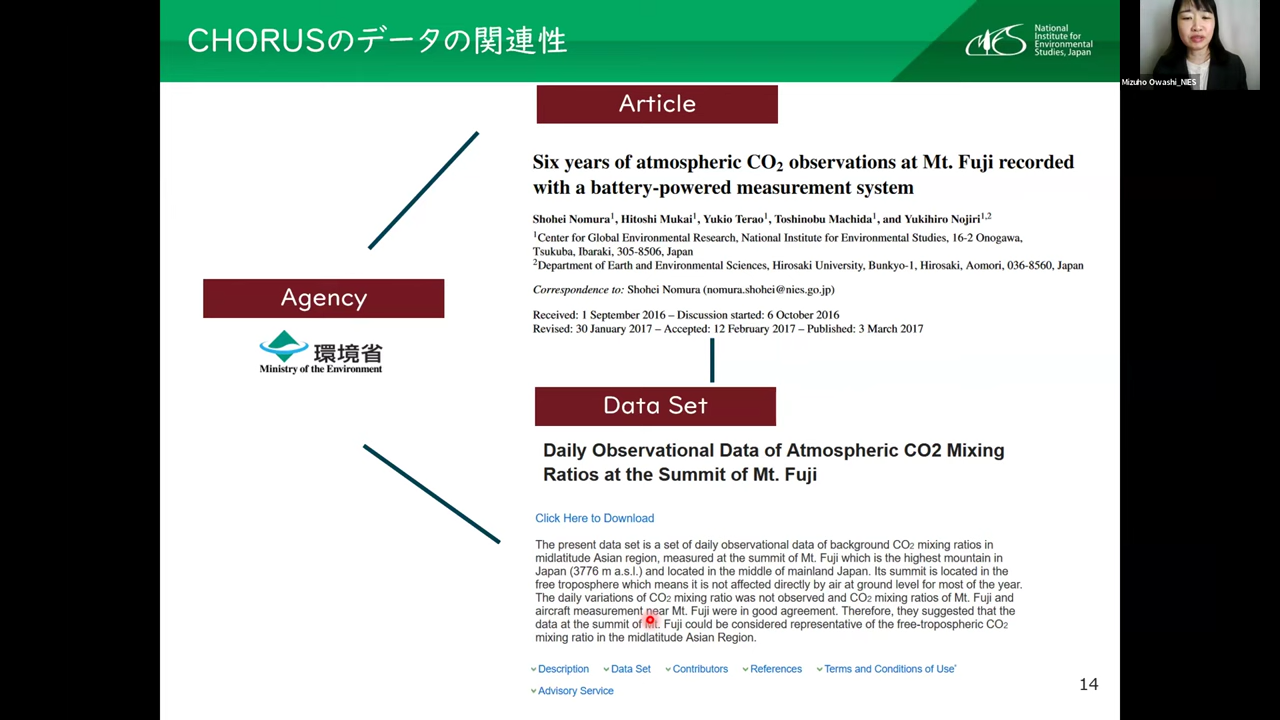 CHORUSのデータの関連性
National
Institute for
Environmental
Studies, Japan
Mizuho Owashi_NIES
Article
Six years of atmospheric CO2 observations at Mt. Fuji recorded
with a battery-powered measurement system
Shohei Nomura1, Hitoshi Mukai1, Yukio Terao1, Toshinobu Machida1, and Yukihiro Nojiri1,2
1Center for Global Environmental Research, National Institute for Environmental Studies, 16-2 Onogawa,
Tsukuba, Ibaraki, 305-8506, Japan
2Department of Earth and Environmental Sciences, Hirosaki University, Bunkyo-1, Hirosaki, Aomori, 036-8560, Japan
Correspondence to: Shohei Nomura (nomura.shohei@nies.go.jp)
Received: 1 September 2016 – Discussion started: 6 October 2016
Revised: 30 January 2017 – Accepted: 12 February 2017 – Published: 3 March 2017
Agency
環境省
Ministry of the Environment
Data Set
Daily Observational Data of Atmospheric CO2 Mixing
Ratios at the Summit of Mt. Fuji
Click Here to Download
The present data set is a set of daily observational data of background CO2 mixing ratios in
midlatitude Asian region, measured at the summit of Mt. Fuji which is the highest mountain in
Japan (3776 m a.s.l.) and located in the middle of mainland Japan. Its summit is located in the
free troposphere which means it is not affected directly by air at ground level for most of the year.
The daily variations of CO2 mixing ratio was not observed and CO2 mixing ratios of Mt. Fuji and
aircraft measurement near Mt. Fuji were in good agreement. Therefore, they suggested that the
data at the summit of Mt. Fuji could be considered representative of the free-tropospheric CO2
mixing ratio in the midlatitude Asian Region.
Description Data Set Contributors References Terms and Conditions of Use*
Advisory Service
14